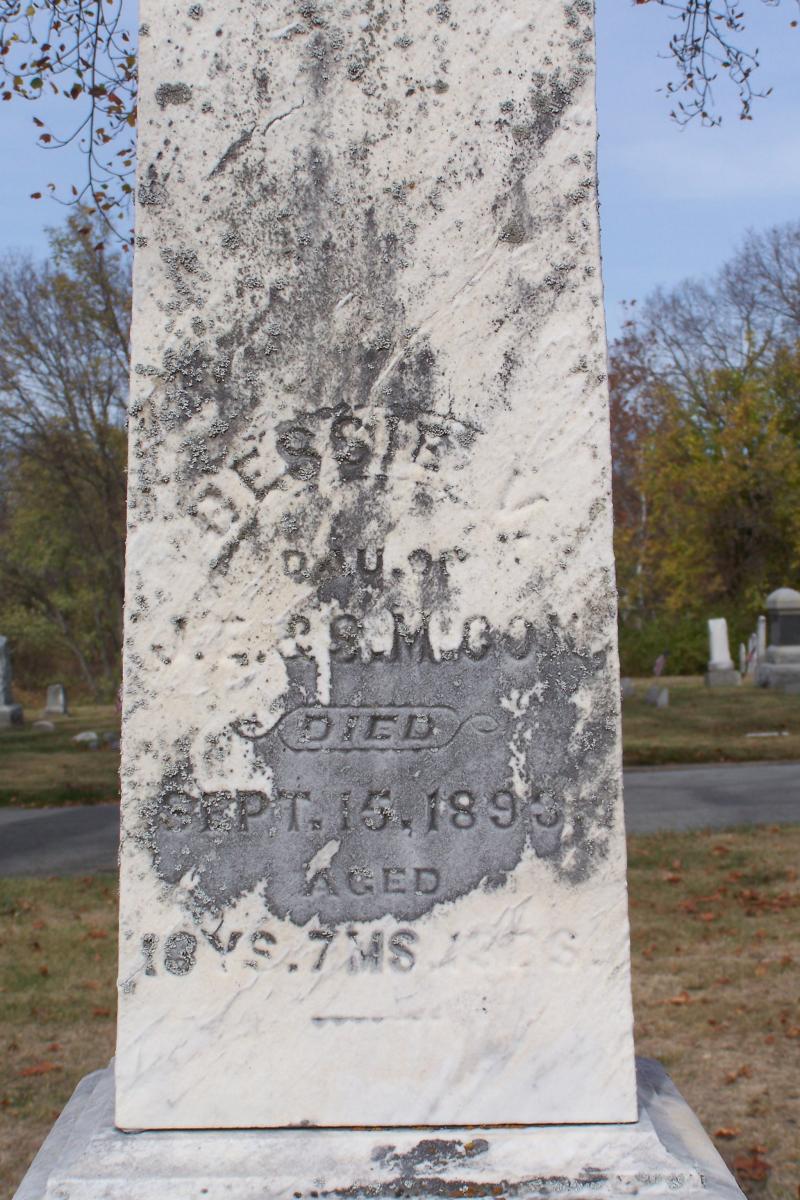 BESSIE
DAU. OF
& S. M.
DIED
SEPT. 15, 1893
AGED
18 YS. 7 MS